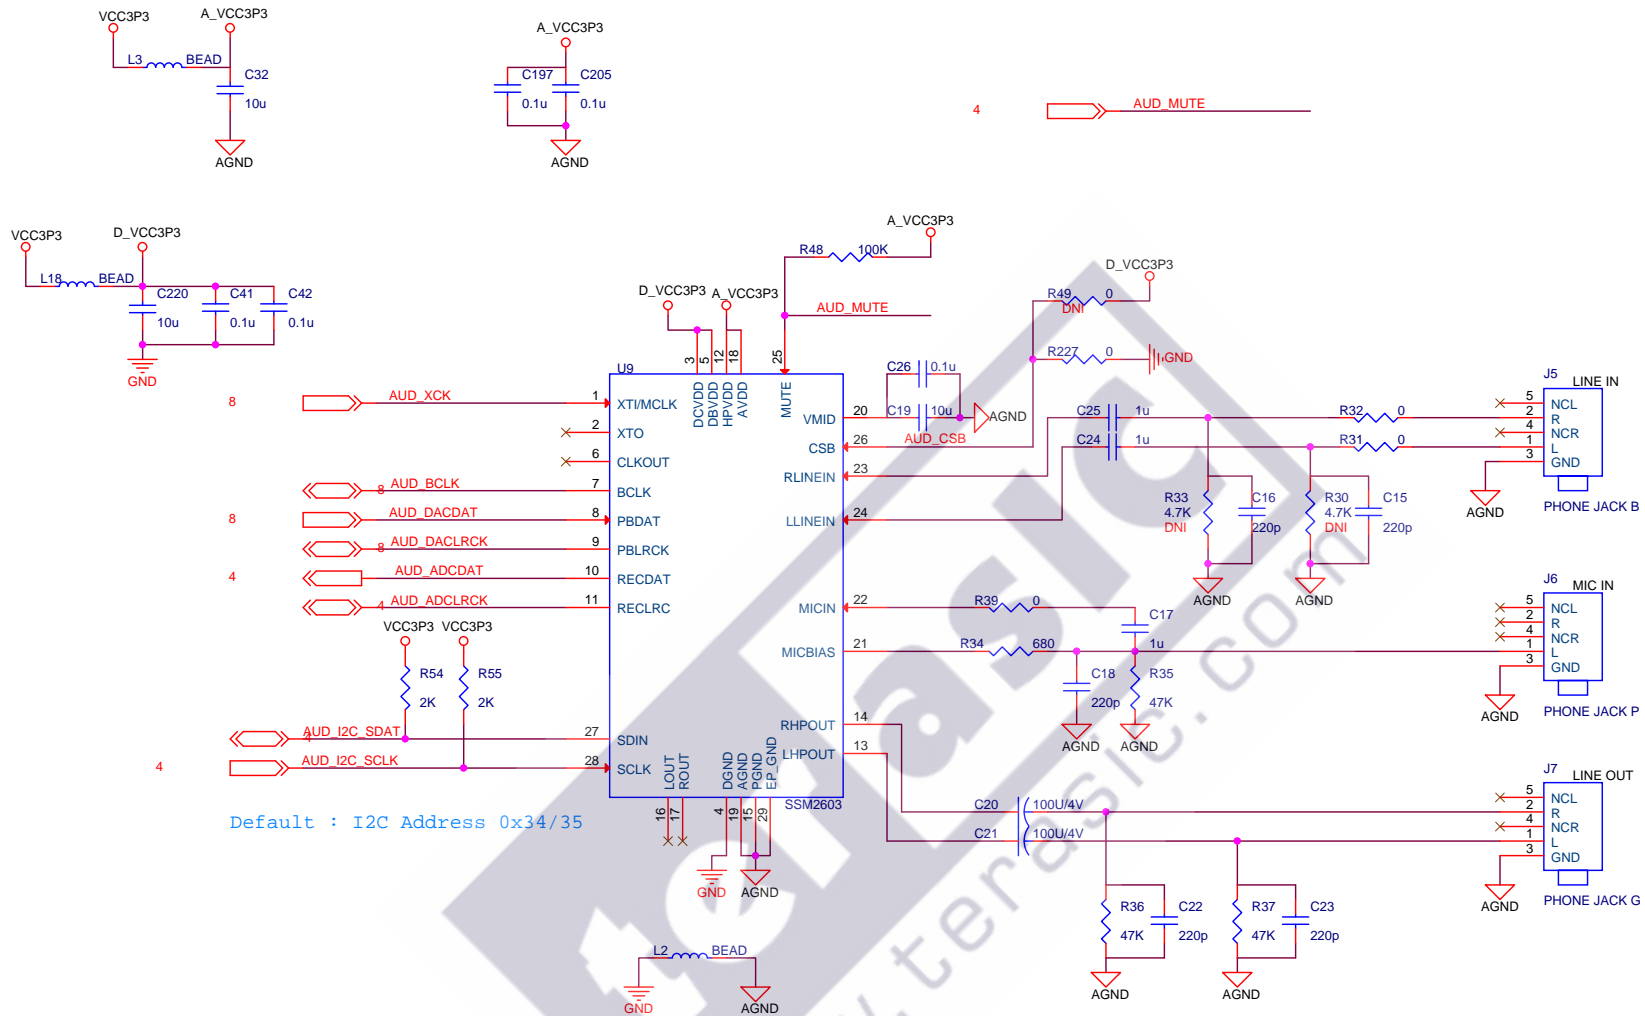 VCC3P3
A_VCC3P3
L3
BEAD
C32
10u
AGND
A_VCC3P3
C197
C205
0.1u
0.1u
AGND
4
AUD_MUTE
VCC3P3
D_VCC3P3
L18
BEAD
C220
C41
C42
10u
0.1u
0.1u
GND
A_VCC3P3
R48
100K
D_VCC3P3
A_VCC3P3
AUD_MUTE
D_VCC3P3
R49
0
DNI
R227
0
GND
3
5
12
18
25
U9
DCVDD
DBVDD
HPVDD
AVDD
MUTE
8
AUD_XCK
1
XTI/MCLK
2
XTO
6
CLKOUT
8
AUD_BCLK
7
BCLK
8
AUD_DACDAT
8
PBDAT
8
AUD_DACLRCK
9
PBLRCK
4
AUD_ADCDAT
10
RECDAT
4
AUD_ADCLRCK
11
RECLRC
VCC3P3
VCC3P3
R54
R55
2K
2K
4
AUD_I2C_SDAT
27
SDIN
4
AUD_I2C_SCLK
28
SCLK
Default : I2C Address 0x34/35
VMID
20
C26
0.1u
C19
10u
AGND
CSB
26
AUD_CSB
RLINEIN
23
LLINEIN
24
C25
1u
C24
1u
R32
0
R31
0
J5
LINE IN
5
NCL
2
R
4
NCR
1
L
3
GND
AGND
PHONE JACK B
R33
4.7K
DNI
C16
220p
R30
4.7K
DNI
C15
220p
AGND
AGND
MICIN
22
R39
0
C17
1u
MICBIAS
21
R34
680
C18
220p
R35
47K
AGND
AGND
J6
MIC IN
5
NCL
2
R
4
NCR
1
L
3
GND
AGND
PHONE JACK P
RHPOUT
14
LHPOUT
13
LOUT
ROUT
DGND
AGND
PGND
EP_GND
SSM2603
16
17
4
19
15
29
GND
AGND
C20
100U/4V
C21
100U/4V
J7
LINE OUT
5
NCL
2
R
4
NCR
1
L
3
GND
AGND
PHONE JACK G
R36
47K
C22
220p
R37
47K
C23
220p
AGND
AGND
L2
BEAD
GND
AGND
terasic
terasic.com